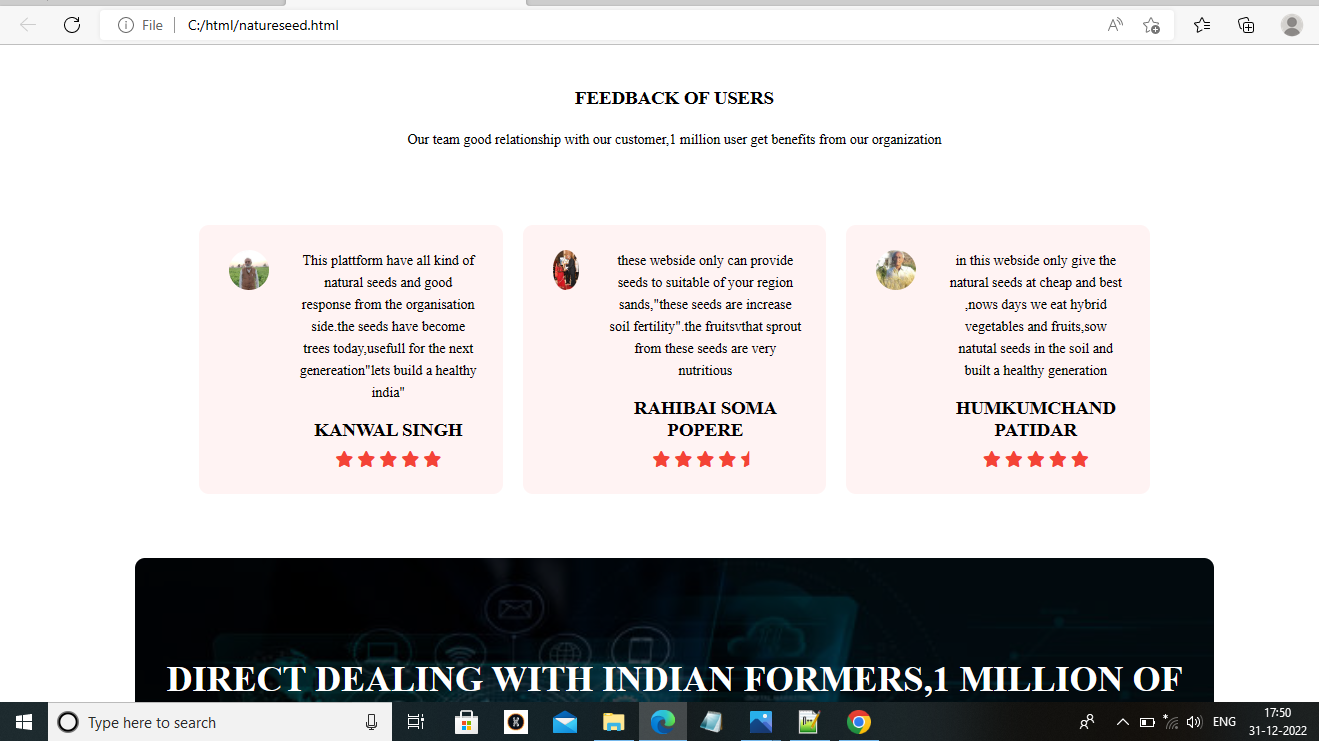 File
C:/html/natureseed.html
FEEDBACK OF USERS
Our team good relationship with our customer,1 million user get benefits from our organization
This plattform have all kind of
natural seeds and good
response from the organisation
side.the seeds have become
trees today,usefull for the next
genereation"lets build a healthy
india"
KANWAL SINGH
these webside only can provide
seeds to suitable of your region
sands,"these seeds are increase
soil fertility".the fruitsvthat sprout
from these seeds are very
nutritious
RAHIBAI SOMA
POPERE
in this webside only give the
natural seeds at cheap and best
,nows days we eat hybrid
vegetables and fruits,sow
natutal seeds in the soil and
built a healthy generation
HUMKUMCHAND
PATIDAR
DIRECT DEALING WITH INDIAN FORMERS,1 MILLION OF
Type here to search
ENG
17:50
31-12-2022